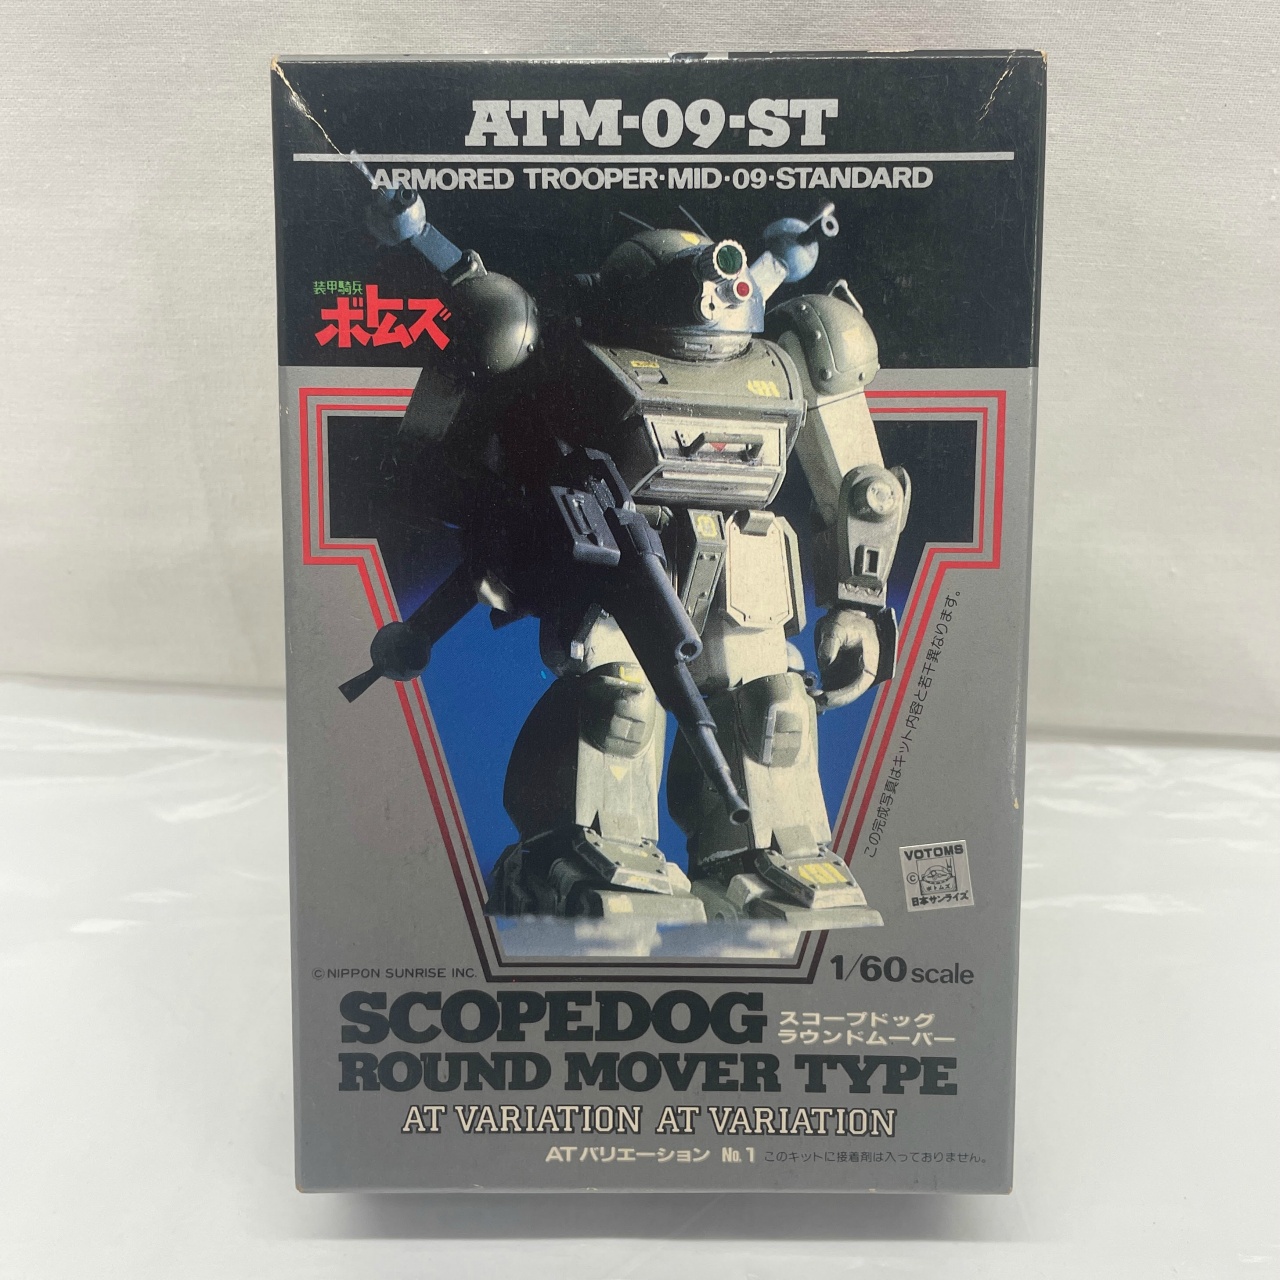 ATM-09-ST
ARMORED TROOPER·MID·09·STANDARD
装甲騎兵
ボトムズ
この完成写真はキット内容と若干異なります。
VOTOMS
©
ボトムズ
日本サンライズ
©NIPPON SUNRISE INC.
1/60 scale
SCOPEDOG
スコープドッグ
ラウンドムーバー
ROUND MOVER TYPE
AT VARIATION AT VARIATION
ATバリエーション No.1 このキットに接着剤は入っておりません。